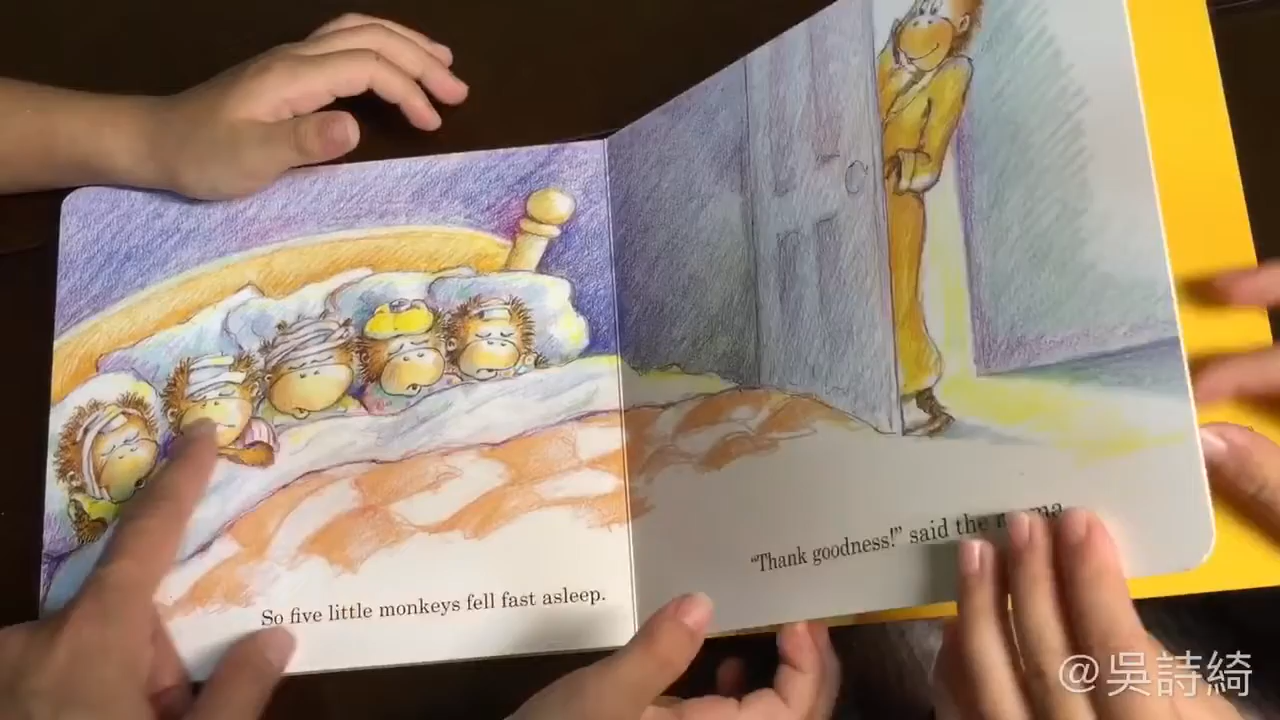 So five little monkeys fell fast asleep.
“Thank goodness!” said the
@吳詩綺